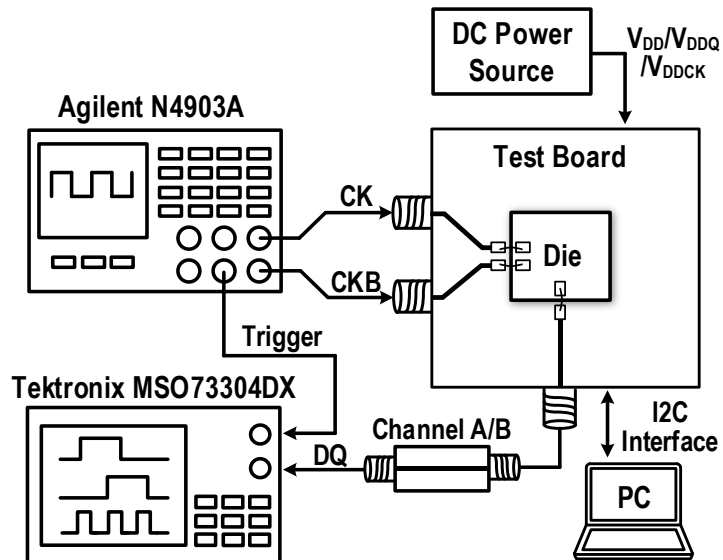 DC Power
Source
VDD/VDDQ
/VDDCK
Agilent N4903A
Test Board
CK
Die
CKB
Trigger
Tektronix MSO73304DX
Channel A/B
I2C
Interface
DQ
PC